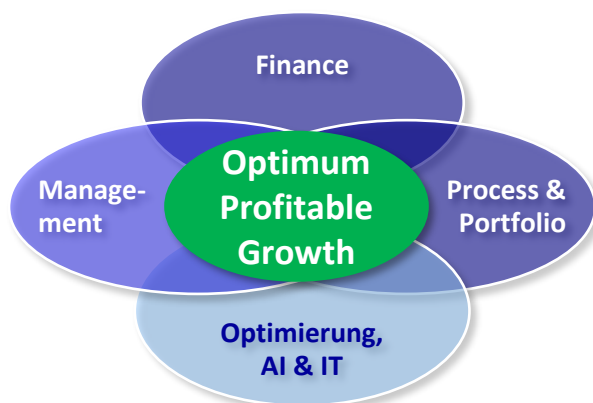 Finance
Manage-
ment
Optimum
Profitable
Growth
Process &
Portfolio
Optimierung,
AI & IT